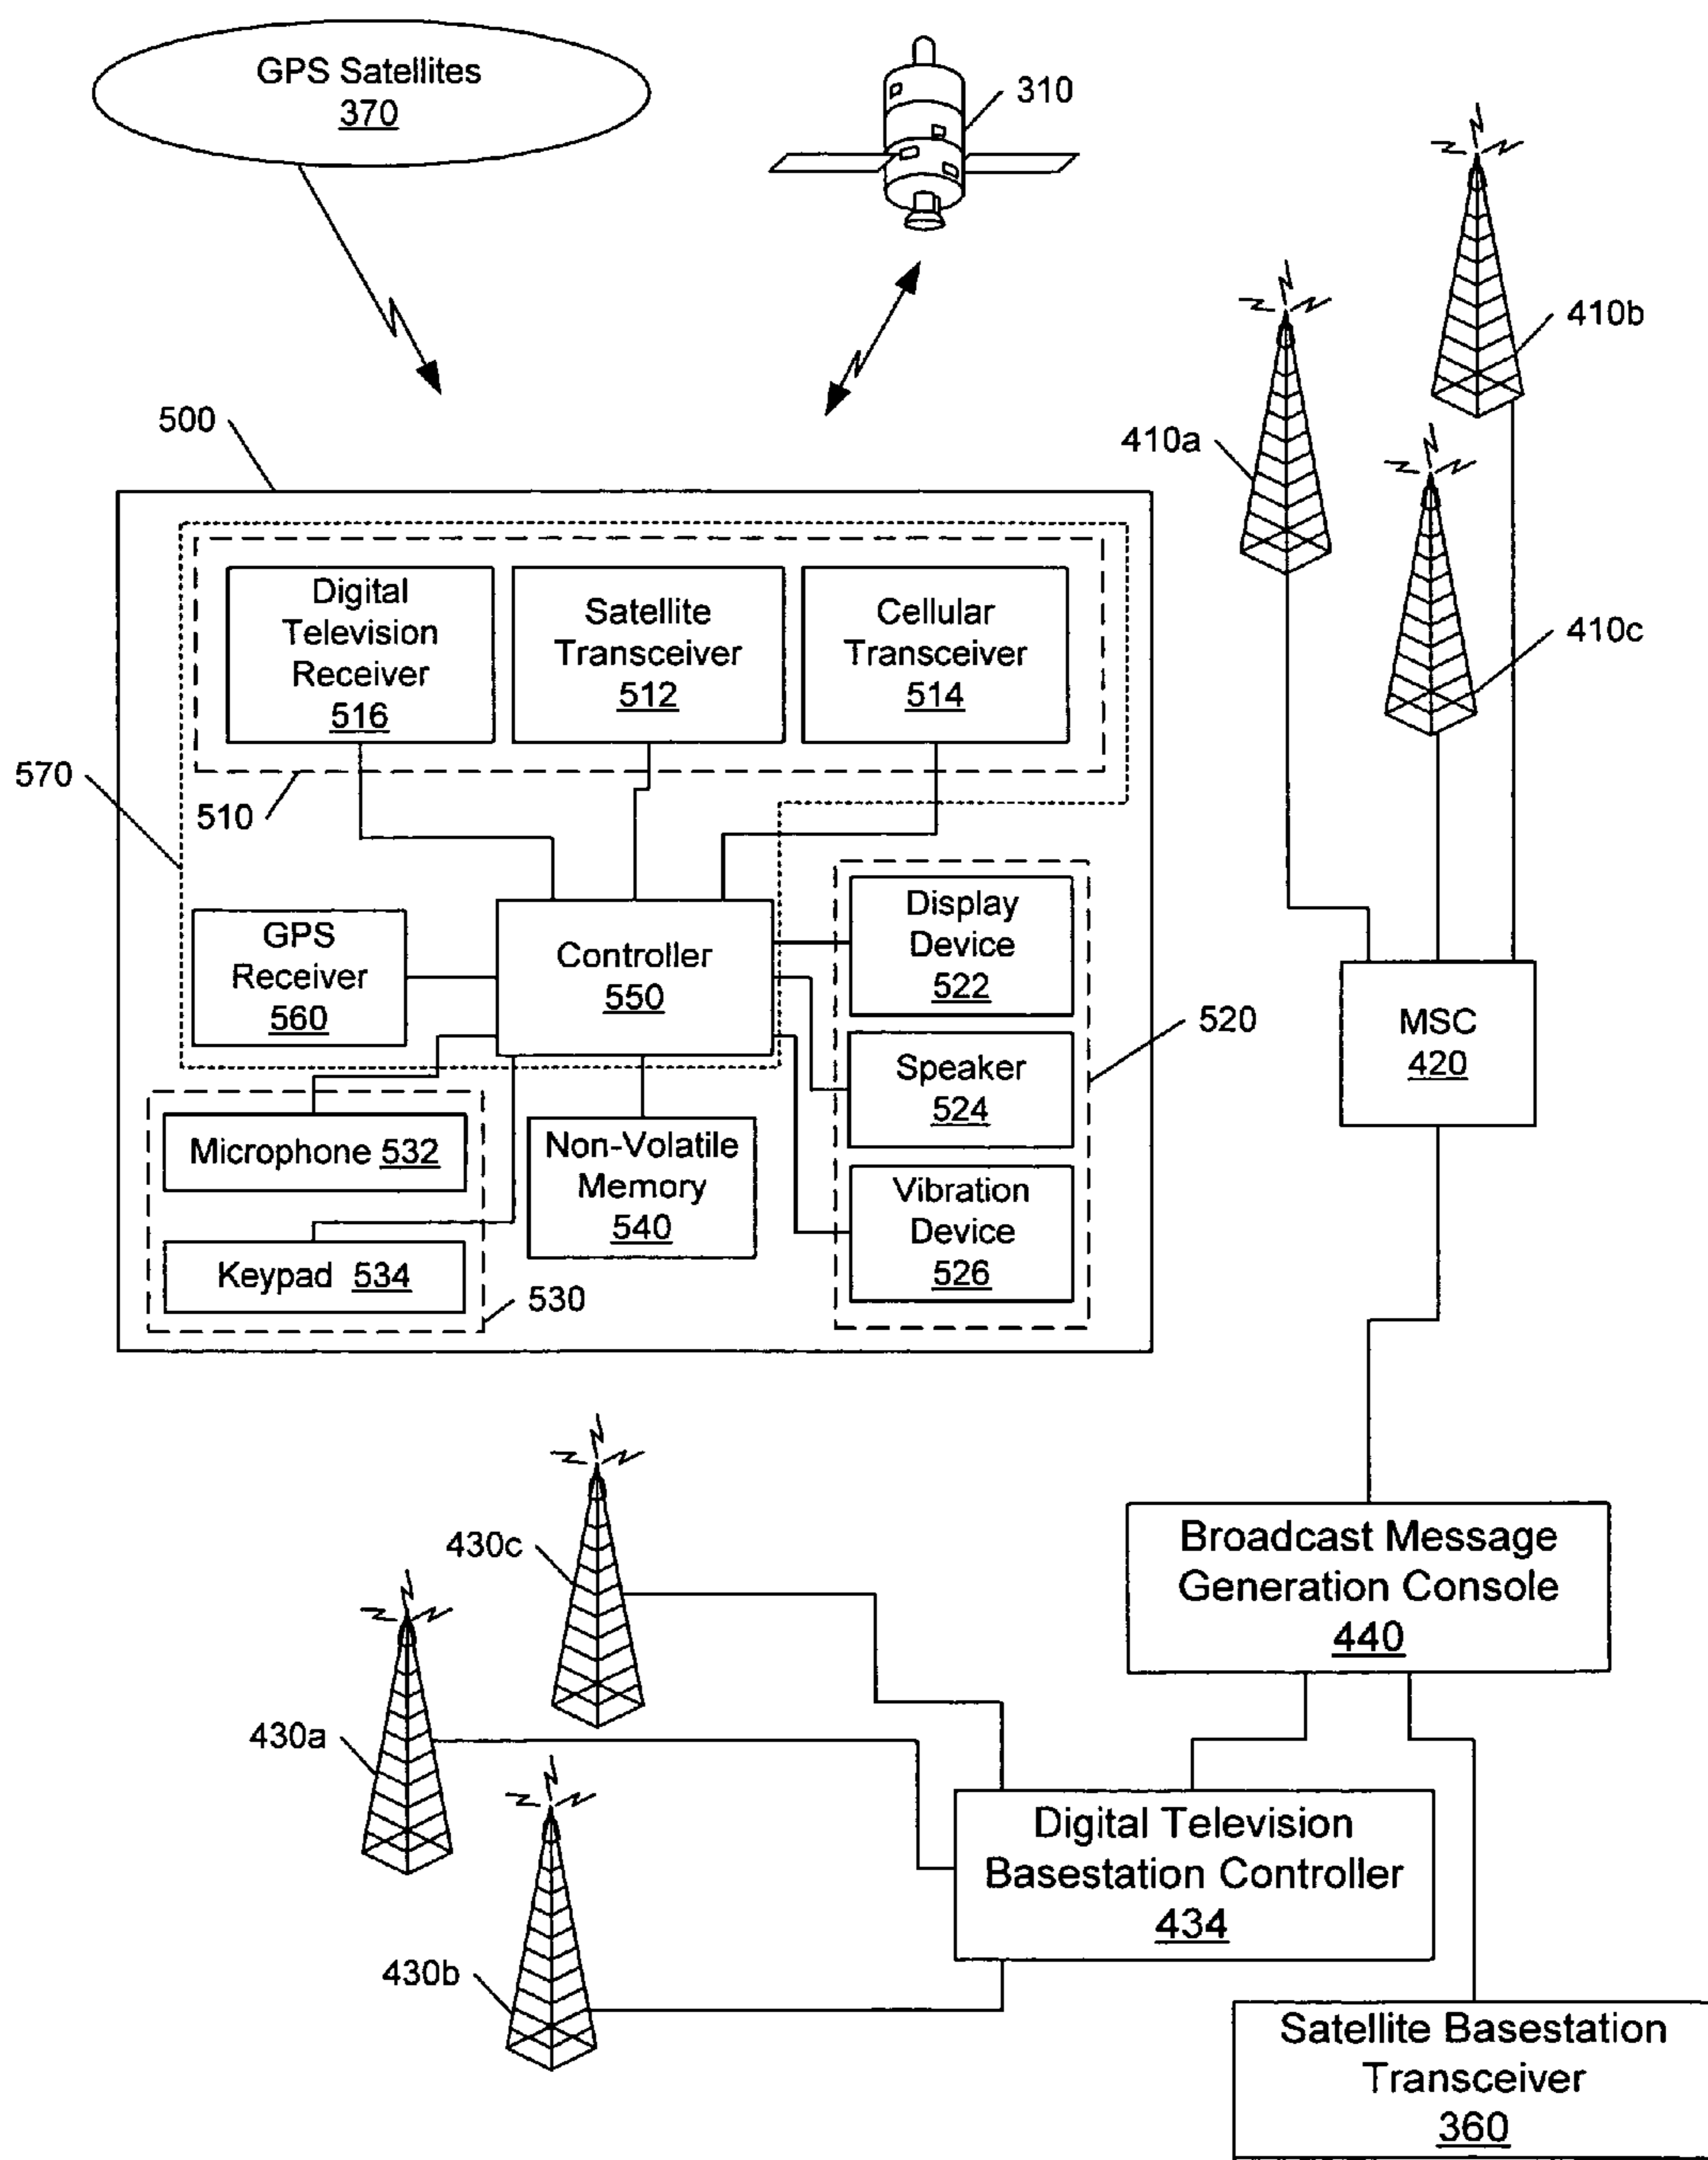 GPS Satellites
370
310
410b
410a
410c
500
Digital
Television
Receiver
516
Satellite
Transceiver
512
Cellular
Transceiver
514
570
510
GPS
Receiver
560
Controller
550
Display
Device
522
Speaker
524
Vibration
Device
526
520
MSC
420
Microphone 532
Keypad 534
530
Non-Volatile
Memory
540
430c
430a
430b
Broadcast Message
Generation Console
440
Digital Television
Basestation Controller
434
Satellite Basestation
Transceiver
360